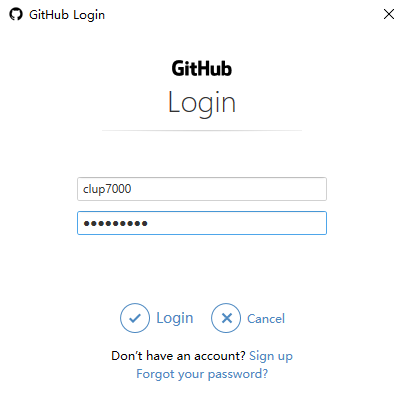 GitHub Login
GitHub
Login
clup7000
●●●●●●●●●
Login Cancel
Don't have an account? Sign up
Forgot your password?